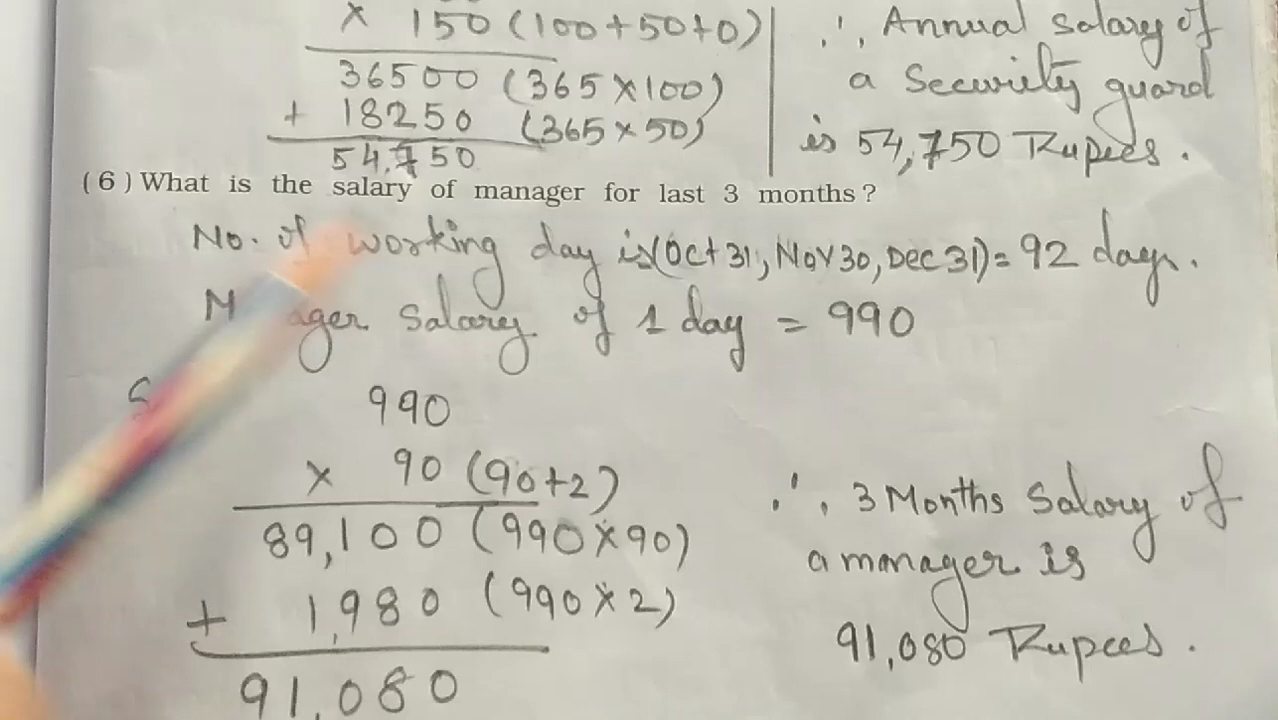 × 150 (100+50+0)
36500 (365×100)
+ 18250 (365×50)
54,750
∴ Annual Salary of
a Security guard
is 54,750 Rupees.
(6) What is the salary of manager for last 3 months?
No. of working day is (Oct 31, Nov 30, Dec 31) = 92 days.
M ager Salary of 1 day = 990
S
990
× 90 (90+2)
89,100 (990×90)
+ 1,980 (990×2)
91,080
∴ 3 Months Salary of
a manager is
91,080 Rupees.